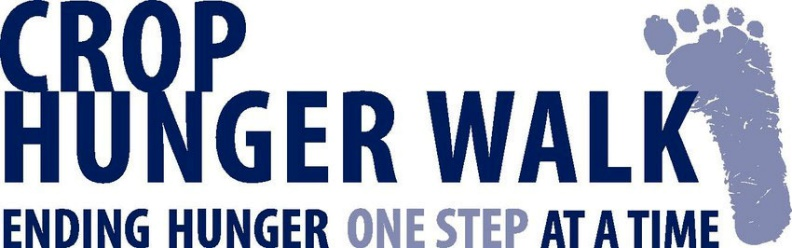 CROP
HUNGER WALK
ENDING HUNGER ONE STEP AT A TIME